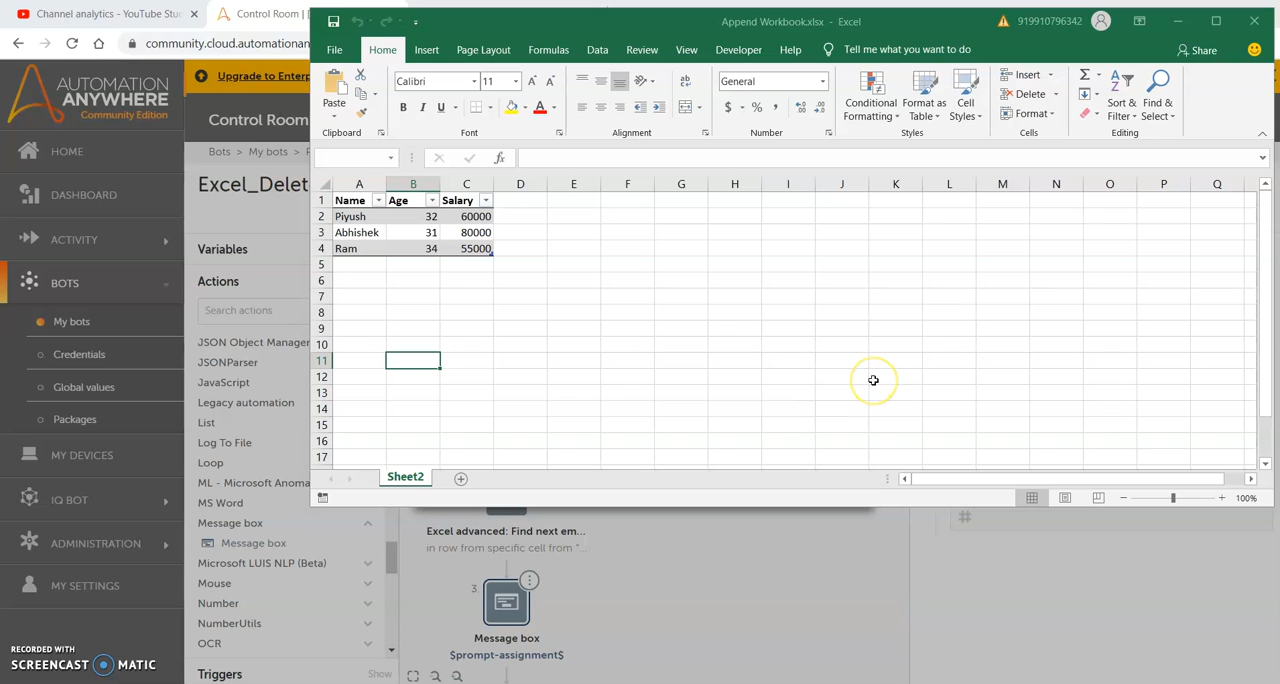 Channel analytics - YouTube Stu
Control Room |
community.cloud.automationan
Append Workbook.xlsx - Excel
919910796342
File Home Insert Page Layout Formulas Data Review View Developer Help Tell me what you want to do
Share
Paste
Calibri 11
B I U
A A
ab
General
$ % ,
Conditional Formatting
Format as Table
Cell Styles
Insert
Delete
Format
Sort & Filter
Find & Select
Clipboard Font Alignment Number Styles Cells Editing
fx
A B C D E F G H I J K L M N O P Q
1 Name Age Salary
2 Piyush 32 60000
3 Abhishek 31 80000
4 Ram 34 55000
5
6
7
8
9
10
11
12
13
14
15
16
17
Sheet2
100%
AUTOMATION
ANYWHERE
Community Edition
HOME
DASHBOARD
ACTIVITY
BOTS
My bots
Credentials
Global values
Packages
MY DEVICES
IQ BOT
ADMINISTRATION
MY SETTINGS
RECORDED WITH
SCREENCAST MATIC
Upgrade to Enterp
Control Room
Bots > My bots >
Excel_Delet
Variables
Actions
Search actions
JSON Object Manager
JSONParser
JavaScript
Legacy automation
List
Log To File
Loop
ML - Microsoft Anoma
MS Word
Message box
Message box
Microsoft LUIS NLP (Beta)
Mouse
Number
NumberUtils
OCR
Triggers Show
Excel advanced: Find next em...
in row from specific cell from "...
3.
Message box
$prompt-assignment$
#